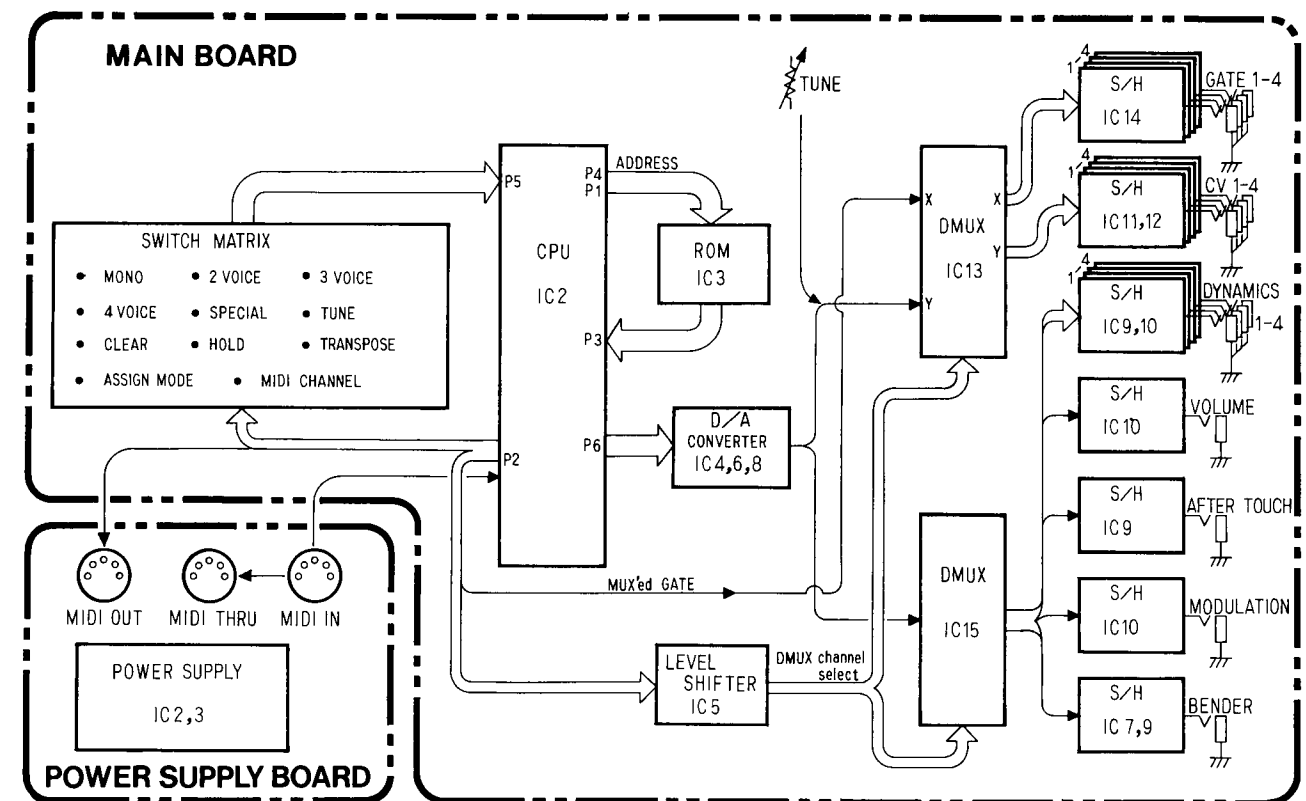 MAIN BOARD
SWITCH MATRIX
MONO
2 VOICE
3 VOICE
4 VOICE
SPECIAL
TUNE
CLEAR
HOLD
TRANSPOSE
ASSIGN MODE
MIDI CHANNEL
P5
CPU
IC2
P4
P1
P3
P6
P2
ADDRESS
ROM
IC3
D/A
CONVERTER
IC4,6,8
TUNE
X
Y
DMUX
IC13
X
Y
1
4
S/H
IC14
GATE 1-4
1
4
S/H
IC11,12
CV 1-4
1
4
S/H
IC9,10
DYNAMICS
1-4
S/H
IC10
VOLUME
S/H
IC9
AFTER TOUCH
S/H
IC10
MODULATION
S/H
IC7,9
BENDER
DMUX
IC15
MUX'ed GATE
LEVEL
SHIFTER
IC5
DMUX channel
select
MIDI OUT
MIDI THRU
MIDI IN
POWER SUPPLY
IC2,3
POWER SUPPLY BOARD